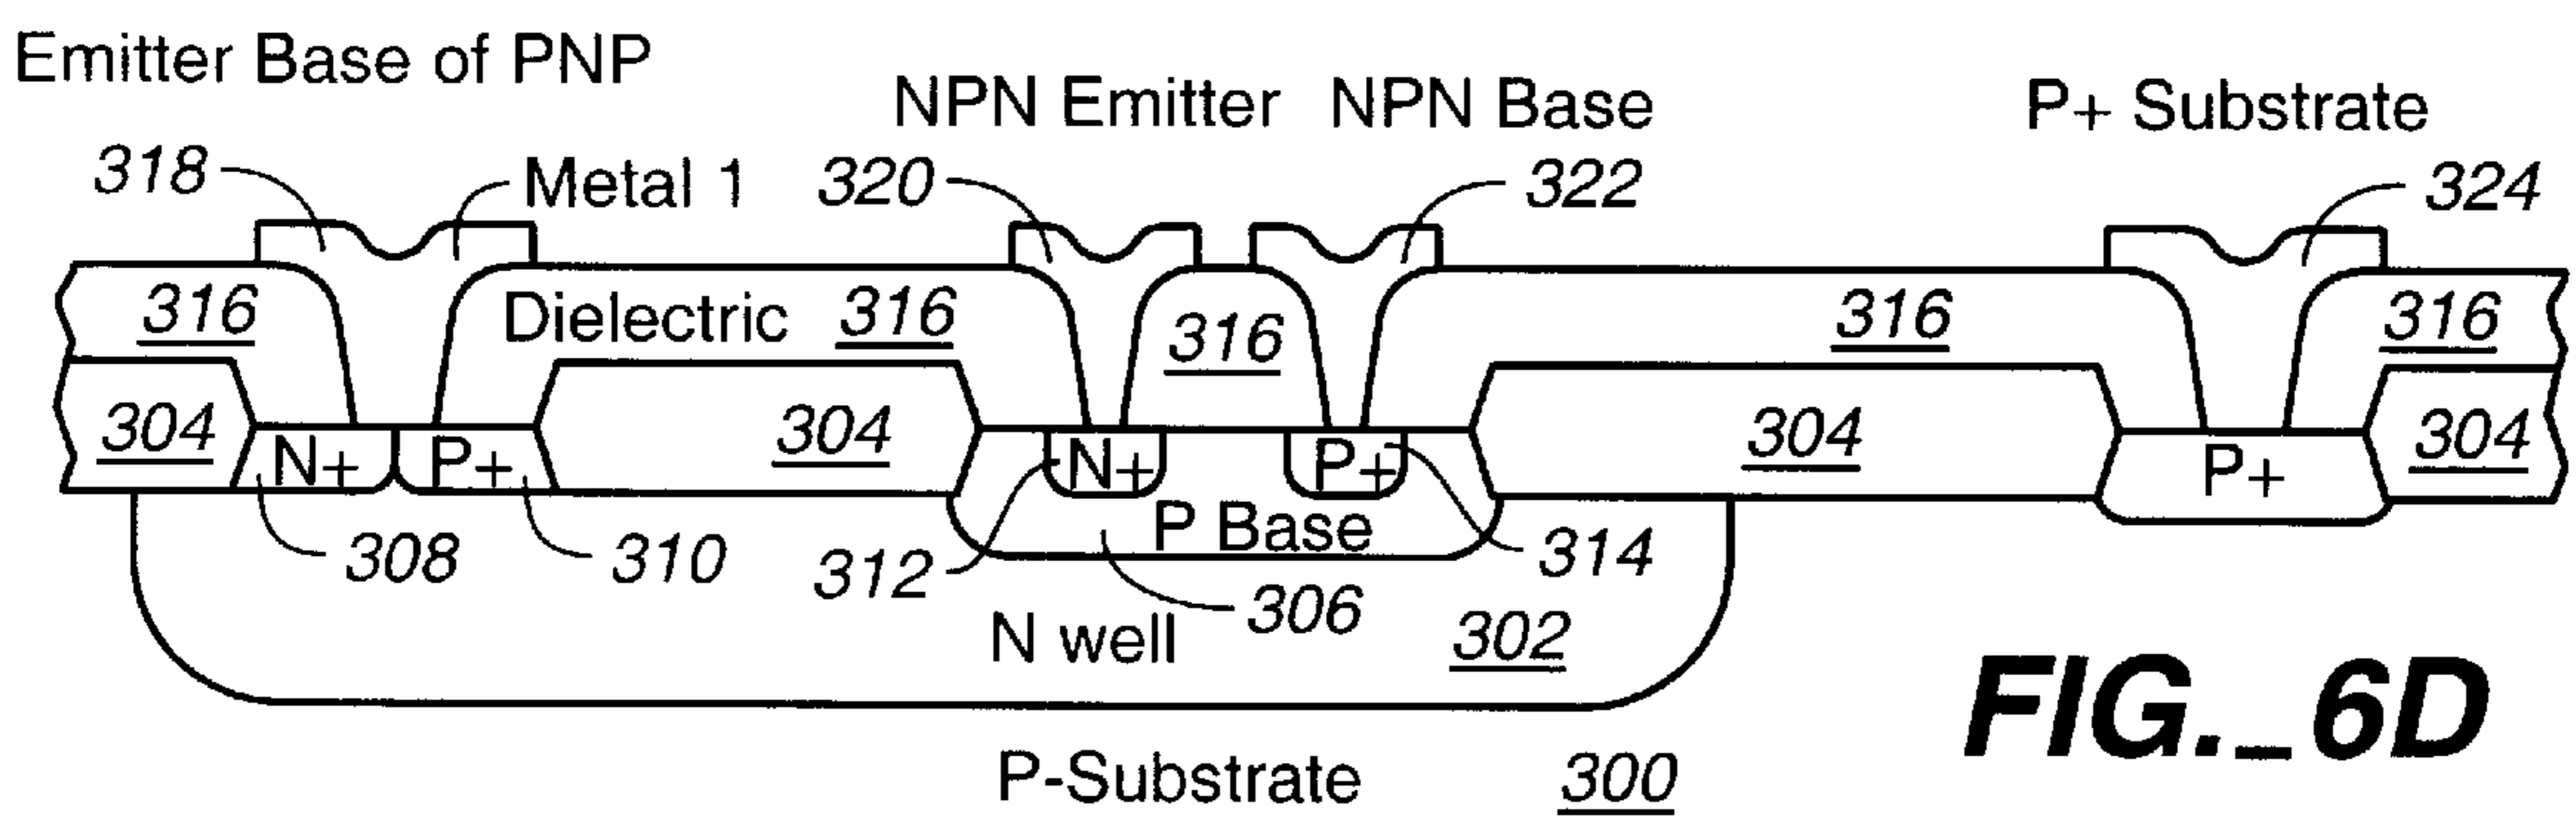 Emitter Base of PNP
NPN Emitter NPN Base
P+ Substrate
318
Metal 1
320
322
324
316
Dielectric
316
316
316
316
304
N+
P+
304
N+
P+
304
P+
304
308
310
312
P Base
314
306
N well
302
P-Substrate
300
FIG._6D